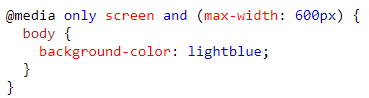 @media only screen and (max-width: 600px) {
  body {
    background-color: lightblue;
  }
}